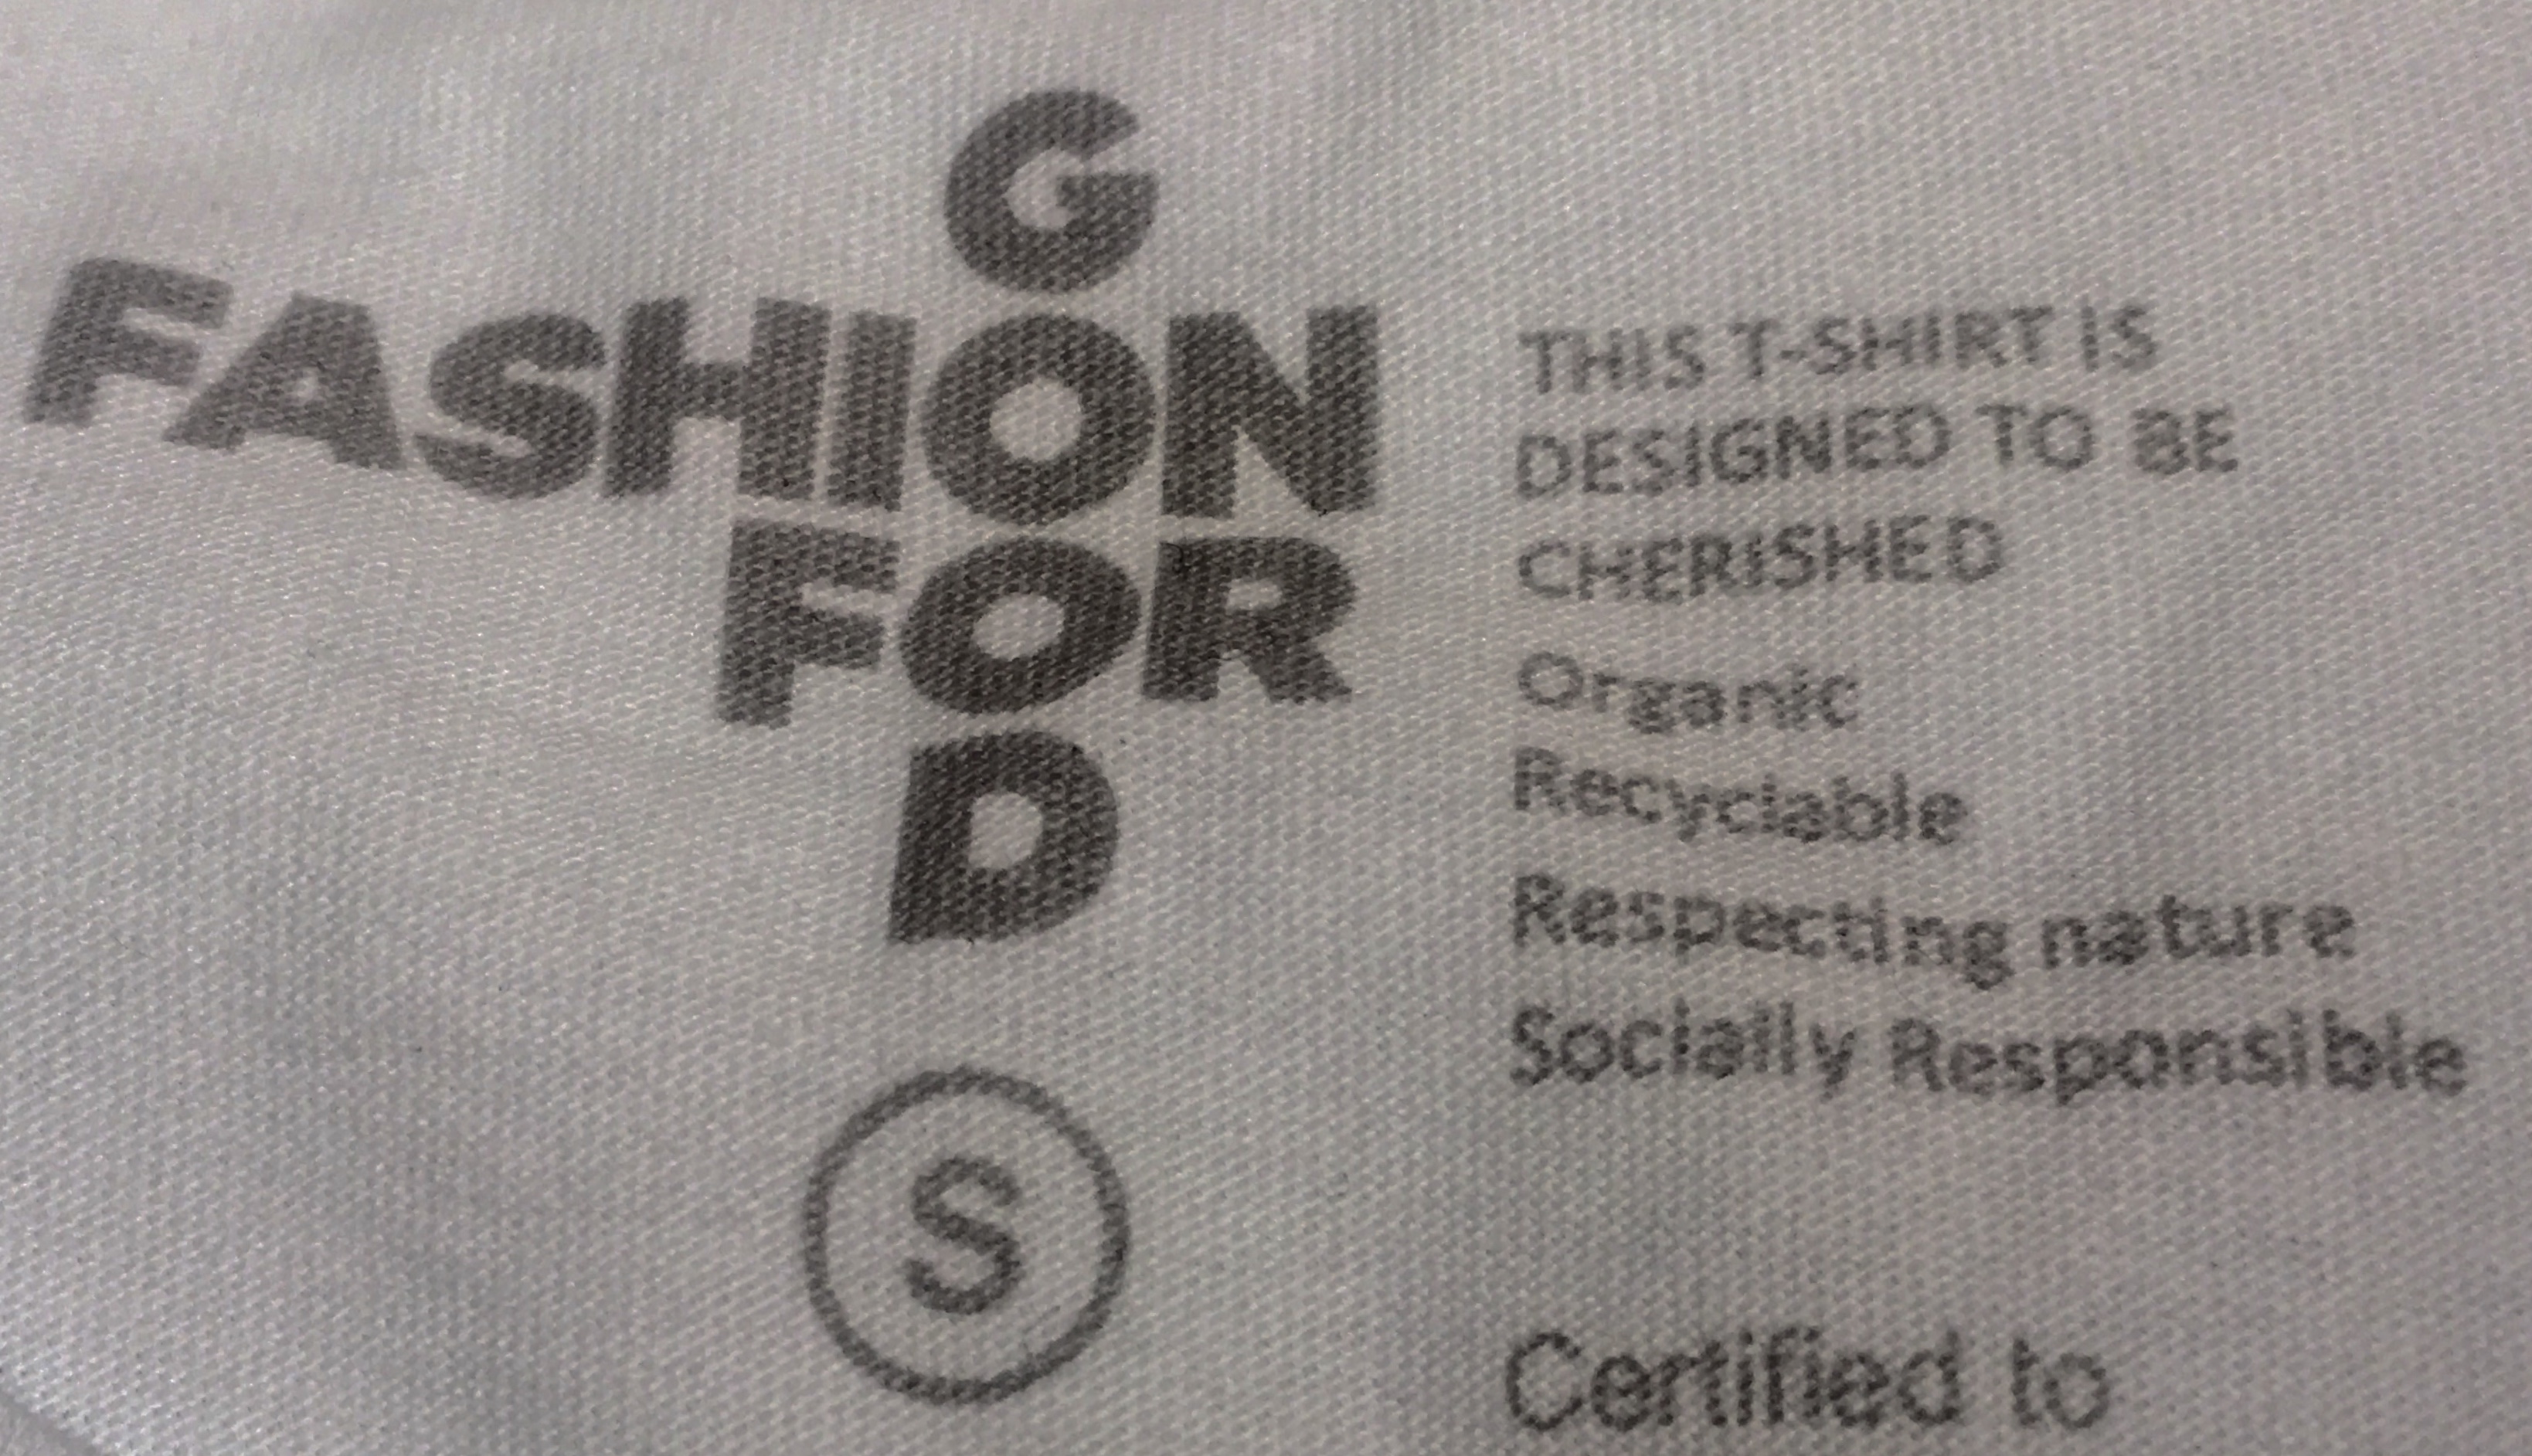 G
FASHION
FOR
D
S
THIS T-SHIRT IS
DESIGNED TO BE
CHERISHED
Organic
Recyclable
Respecting nature
Socially Responsible
Certified to